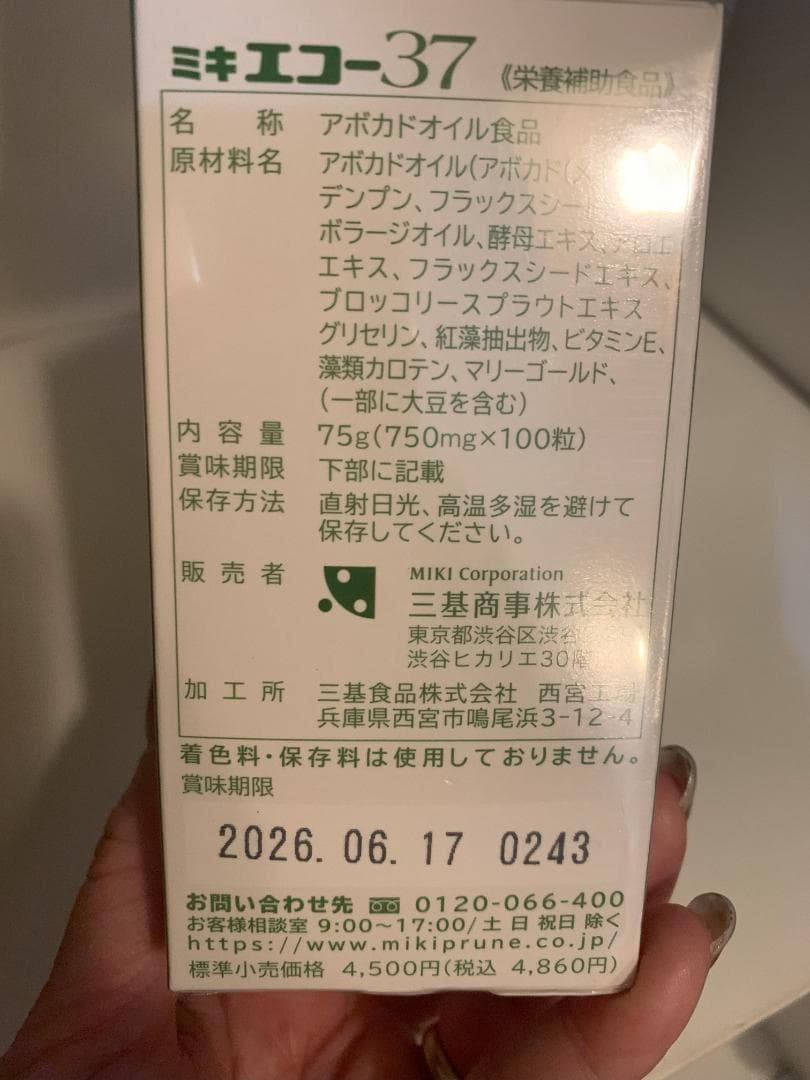 ミキ エコー37 《栄養補助食品》
名称 アボカドオイル食品
原材料名 アボカドオイル(アボカド(メ
デンプン、フラックスシード
ボラージオイル、酵母エキス、アロエ
エキス、フラックスシードエキス、
ブロッコリースプラウトエキス
グリセリン、紅藻抽出物、ビタミンE、
藻類カロテン、マリーゴールド、
(一部に大豆を含む)
内容量 75g(750mg×100粒)
賞味期限 下部に記載
保存方法 直射日光、高温多湿を避けて
保存してください。
販売者 MIKI Corporation
三基商事株式会社
東京都渋谷区渋谷
渋谷ヒカリエ30階
加工所 三基食品株式会社 西宮工場
兵庫県西宮市鳴尾浜3-12-4
着色料・保存料は使用しておりません。
賞味期限
2026. 06. 17 0243
お問い合わせ先 0120-066-400
お客様相談室 9:00〜17:00/土 日 祝日 除く
https://www.mikiprune.co.jp/
標準小売価格 4,500円(税込 4,860円)